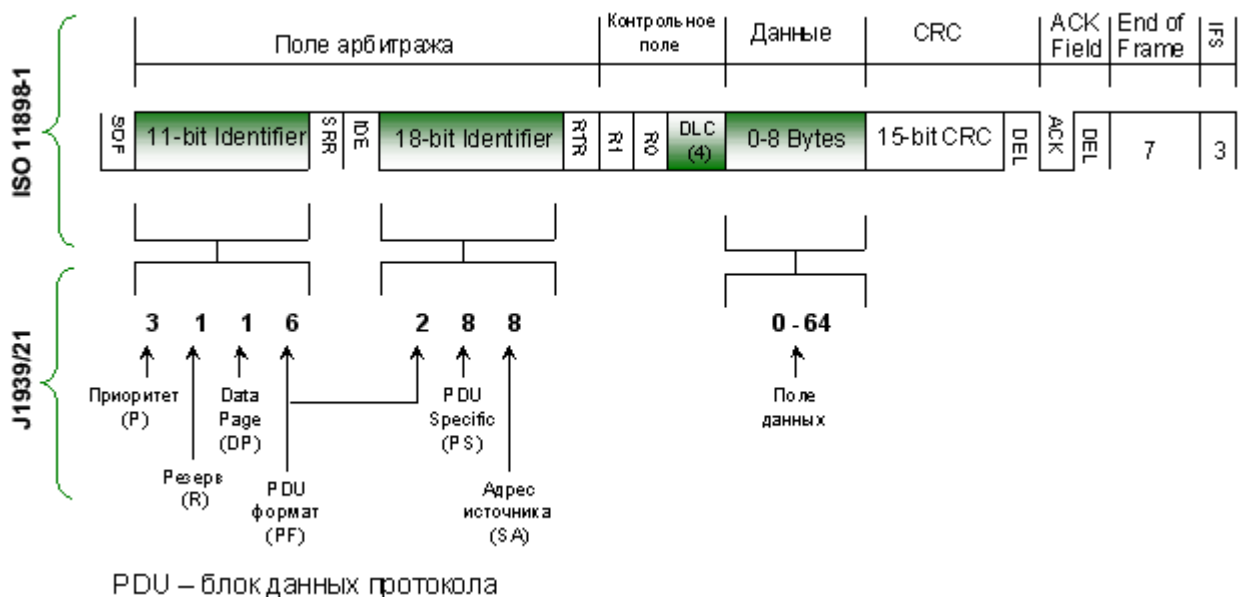 ISO 11898-1
Поле арбитража
Контрольное
поле
Данные
CRC
ACK
Field
End of
Frame
IFS
SOF
11-bit Identifier
SRR
IDE
18-bit Identifier
RTR
R1
R0
DLC
(4)
0-8 Bytes
15-bit CRC
DEL
ACK
DEL
7
3
J1939/21
3 1 1 6
2 8 8
0 - 64
Приоритет
(P)
Data
Page
(DP)
PDU
Specific
(PS)
Поле
данных
Резерв
(R)
PDU
формат
(PF)
Адрес
источника
(SA)
PDU – блок данных протокола